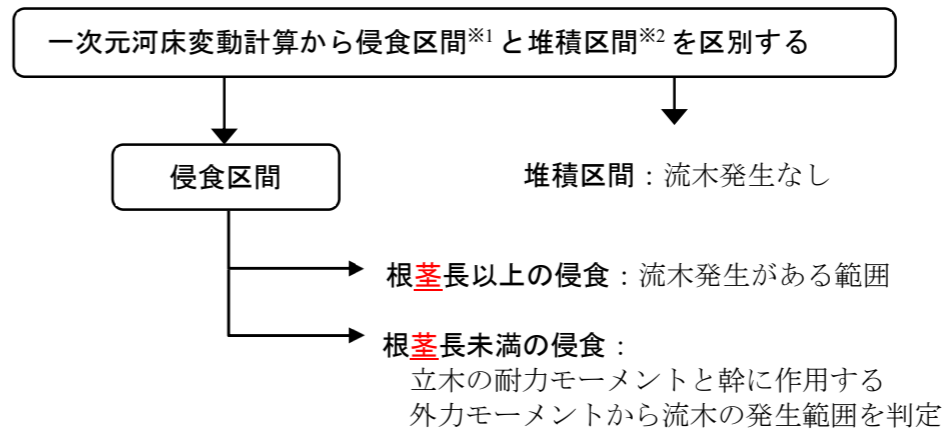 一次元河床変動計算から侵食区間※1と堆積区間※2を区別する
侵食区間
堆積区間：流木発生なし
根茎長以上の侵食：流木発生がある範囲
根茎長未満の侵食：
立木の耐力モーメントと幹に作用する
外力モーメントから流木の発生範囲を判定